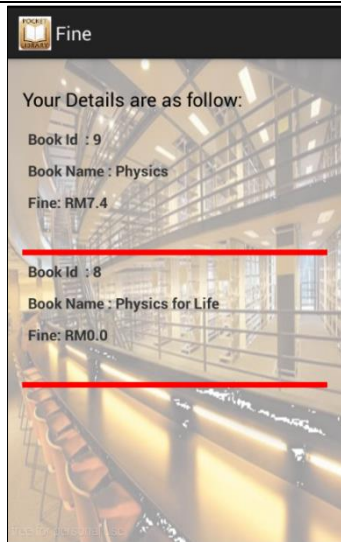 POCKET
LIBRARY
Fine
Your Details are as follow:
Book Id : 9
Book Name : Physics
Fine: RM7.4
Book Id : 8
Book Name : Physics for Life
Fine: RM0.0